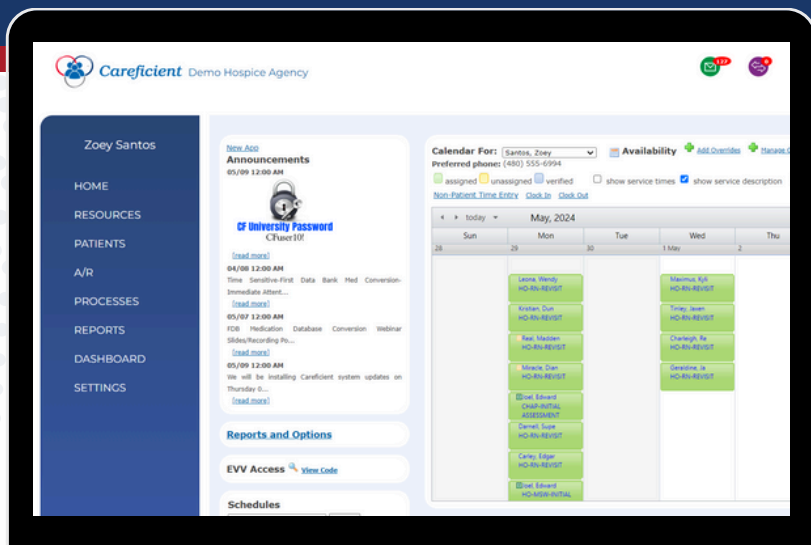 Careficient Demo Hospice Agency
127
0
Zoey Santos
HOME
RESOURCES
PATIENTS
A/R
PROCESSES
REPORTS
DASHBOARD
SETTINGS
New App
Announcements
05/09 12:00 AM
CF University Password
CFuser10!
[read more]
04/08 12:00 AM
Time Sensitive-First Data Bank Med Conversion-
Immediate Attent...
[read more]
05/07 12:00 AM
FDB Medication Database Conversion Webinar
Slides/Recording Po...
[read more]
05/09 12:00 AM
We will be installing Careficient system updates on
Thursday 0...
[read more]
Reports and Options
EVV Access View Code
Schedules
Calendar For: Santos, Zoey Availability Add Overrides Manage
Preferred phone: (480) 555-6994
assigned unassigned verified show service times show service description
Non-Patient Time Entry Clock In Clock Out
today May, 2024
Sun Mon Tue Wed Thu
28 29 30 1 May 2
Leona, Wendy
HO-RN-REVISIT
Kristian, Dun
HO-RN-REVISIT
Real, Madden
HO-RN-REVISIT
Miracle, Dian
HO-RN-REVISIT
Joel, Edward
CHAP-INITIAL
ASSESSMENT
Darnell, Supe
HO-RN-REVISIT
Carley, Edgar
HO-RN-REVISIT
Joel, Edward
HO-MSW-INITIAL
Maximus, Kyli
HO-RN-REVISIT
Tinley, Jaxen
HO-RN-REVISIT
Charleigh, Re
HO-RN-REVISIT
Geraldine, Ja
HO-RN-REVISIT